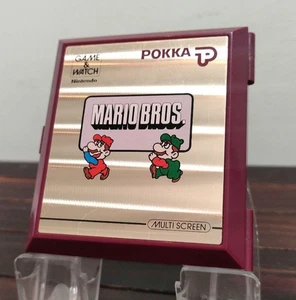 GAME
&
WATCH
Nintendo
POKKA
MARIO BROS.
MULTI SCREEN